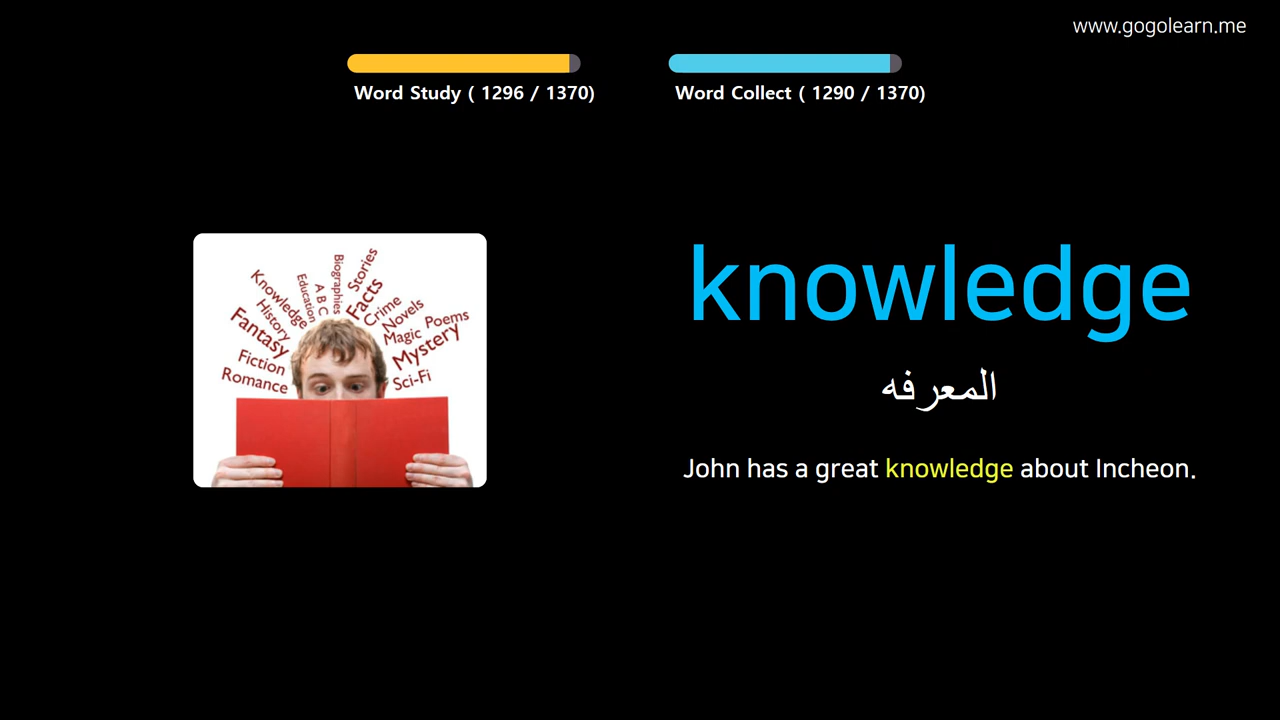 www.gogolearn.me
Word Study ( 1296 / 1370)
Word Collect ( 1290 / 1370)
Stories
Biographies
Facts
Education
A B C
Knowledge
History
Crime
Novels
Poems
Magic
Fantasy
Mystery
Fiction
Romance
Sci-Fi
knowledge
المعرفه
John has a great knowledge about Incheon.